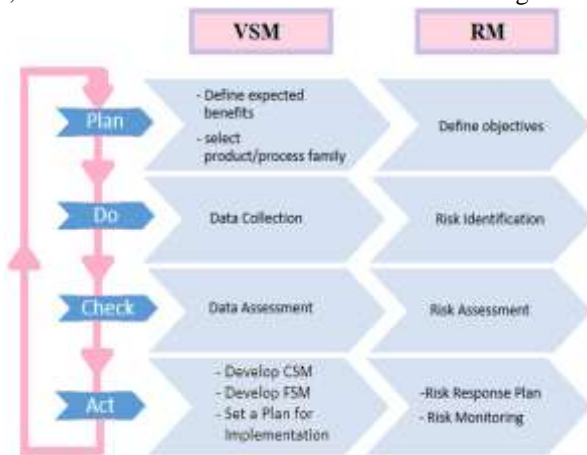 VSM RM
Plan
- Define expected
benefits
- select
product/process family
Define objectives
Do
Data Collection
Risk Identification
Check
Data Assessment
Risk Assessment
Act
- Develop CSM
- Develop FSM
- Set a Plan for
Implementation
-Risk Response Plan
- Risk Monitoring